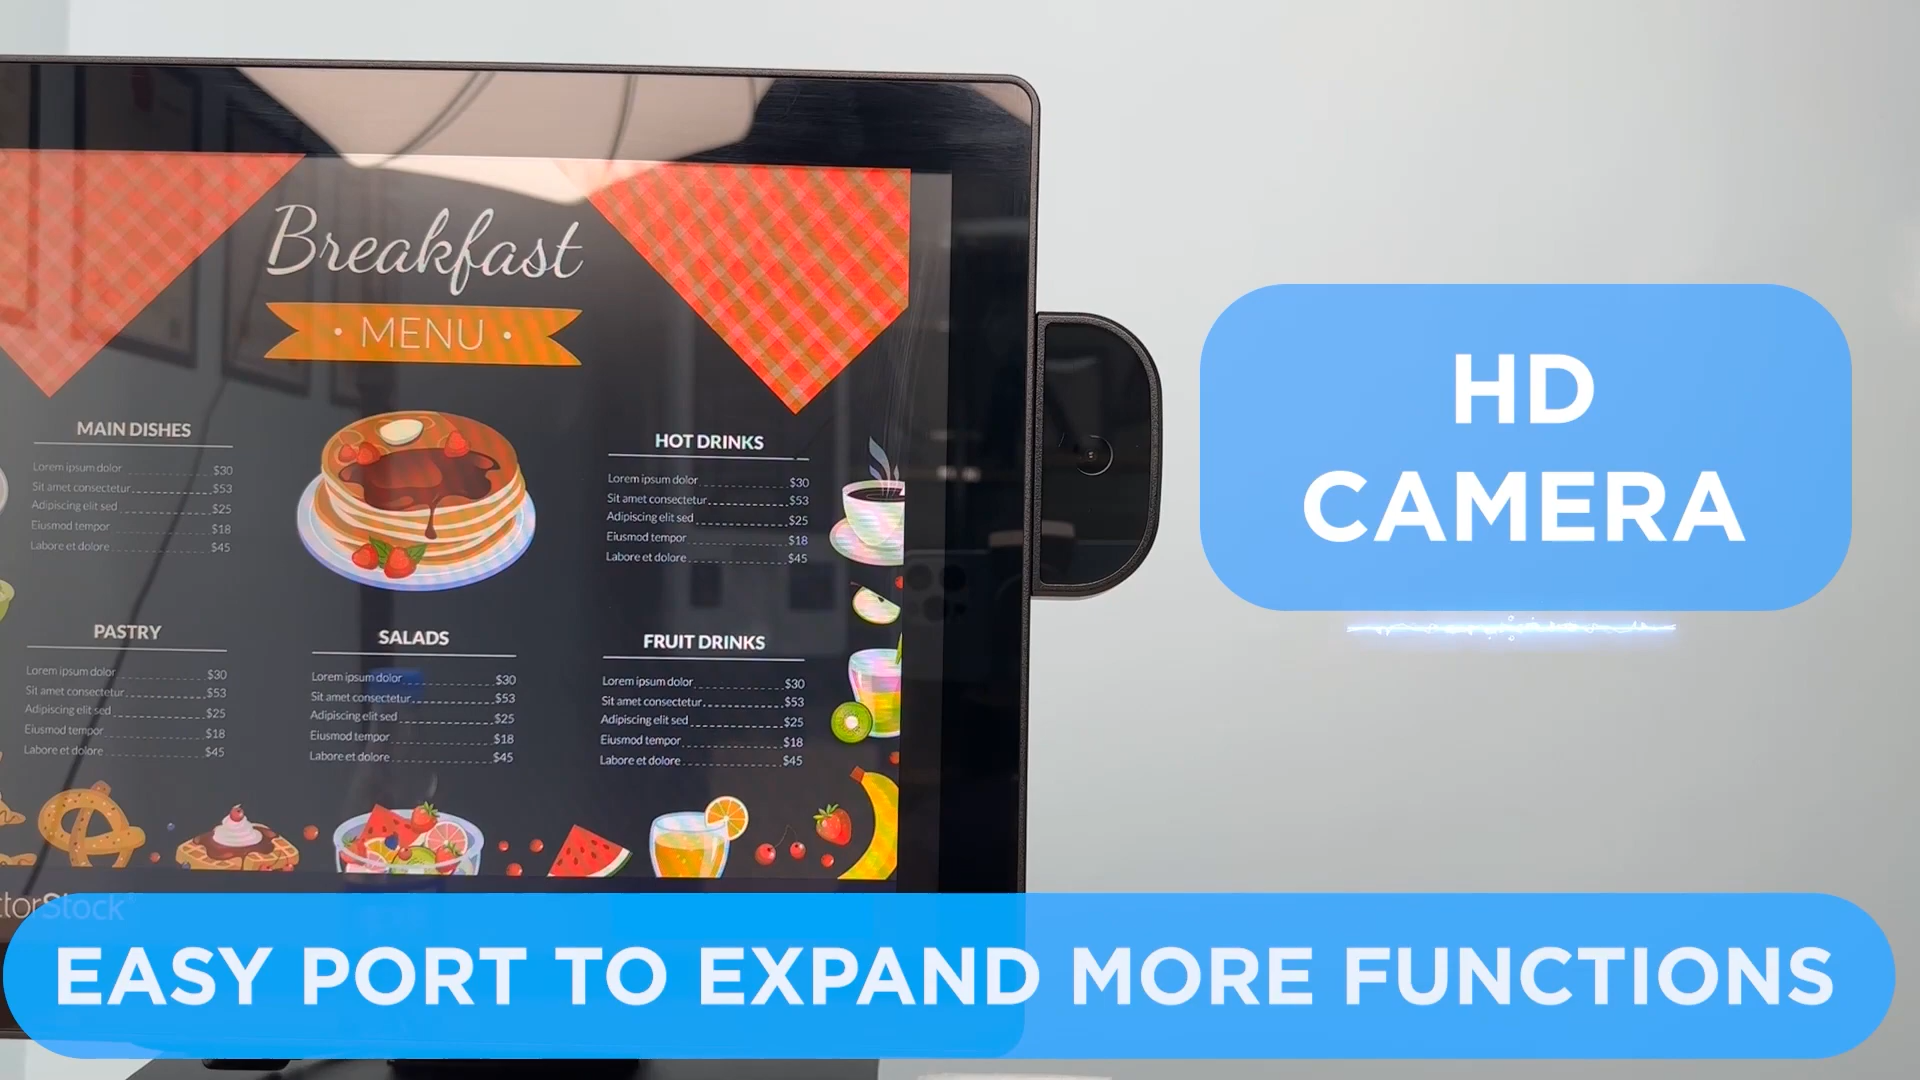 Breakfast
• MENU •
MAIN DISHES
Lorem ipsum dolor $30
Sit amet consectetur $53
Adipiscing elit sed $25
Eiusmod tempor $18
Labore et dolore $45
HOT DRINKS
Lorem ipsum dolor $30
Sit amet consectetur $53
Adipiscing elit sed $25
Eiusmod tempor $18
Labore et dolore $45
PASTRY
Lorem ipsum dolor $30
Sit amet consectetur $53
Adipiscing elit sed $25
Eiusmod tempor $18
Labore et dolore $45
SALADS
Lorem ipsum dolor $30
Sit amet consectetur $53
Adipiscing elit sed $25
Eiusmod tempor $18
Labore et dolore $45
FRUIT DRINKS
Lorem ipsum dolor $30
Sit amet consectetur $53
Adipiscing elit sed $25
Eiusmod tempor $18
Labore et dolore $45
HD
CAMERA
torStock
EASY PORT TO EXPAND MORE FUNCTIONS